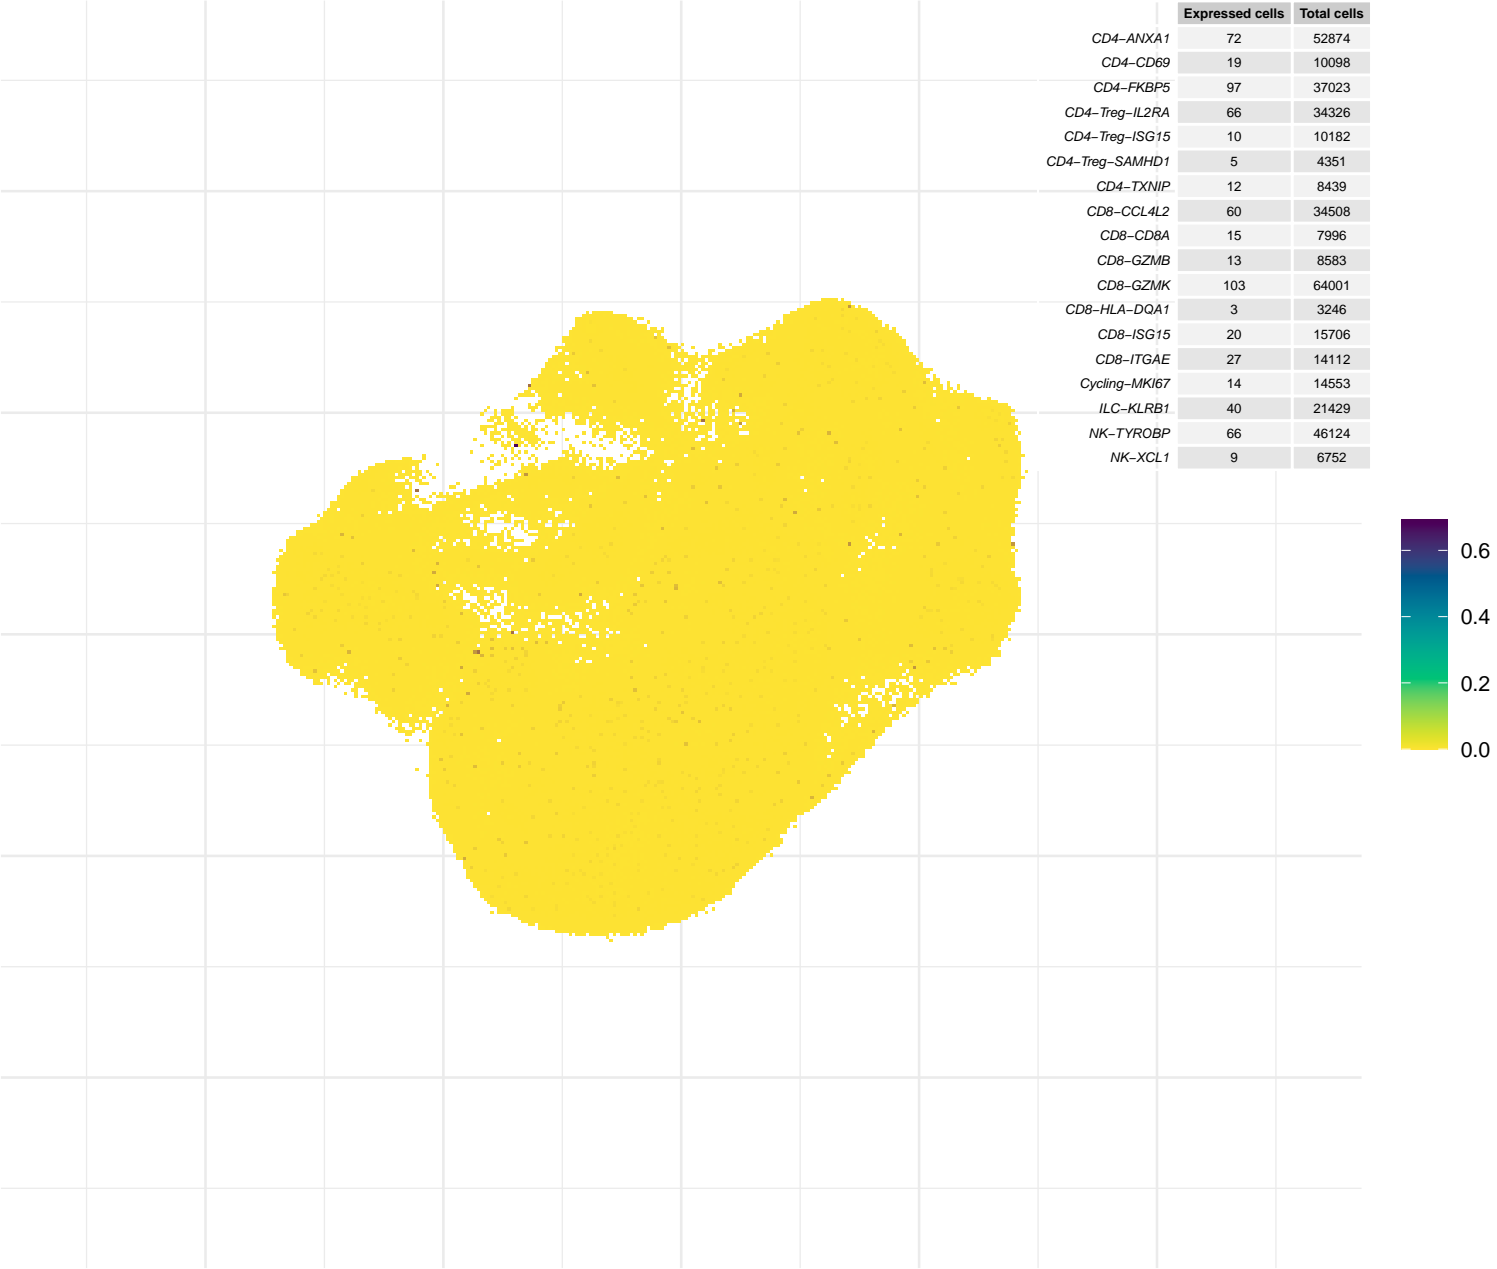 Expressed cells Total cells
CD4−ANXA1 72 52874
CD4−CD69 19 10098
CD4−FKBP5 97 37023
CD4−Treg−IL2RA 66 34326
CD4−Treg−ISG15 10 10182
CD4−Treg−SAMHD1 5 4351
CD4−TXNIP 12 8439
CD8−CCL4L2 60 34508
CD8−CD8A 15 7996
CD8−GZMB 13 8583
CD8−GZMK 103 64001
CD8−HLA−DQA1 3 3246
CD8−ISG15 20 15706
CD8−ITGAE 27 14112
Cycling−MKI67 14 14553
ILC−KLRB1 40 21429
NK−TYROBP 66 46124
NK−XCL1 9 6752
0.6
0.4
0.2
0.0